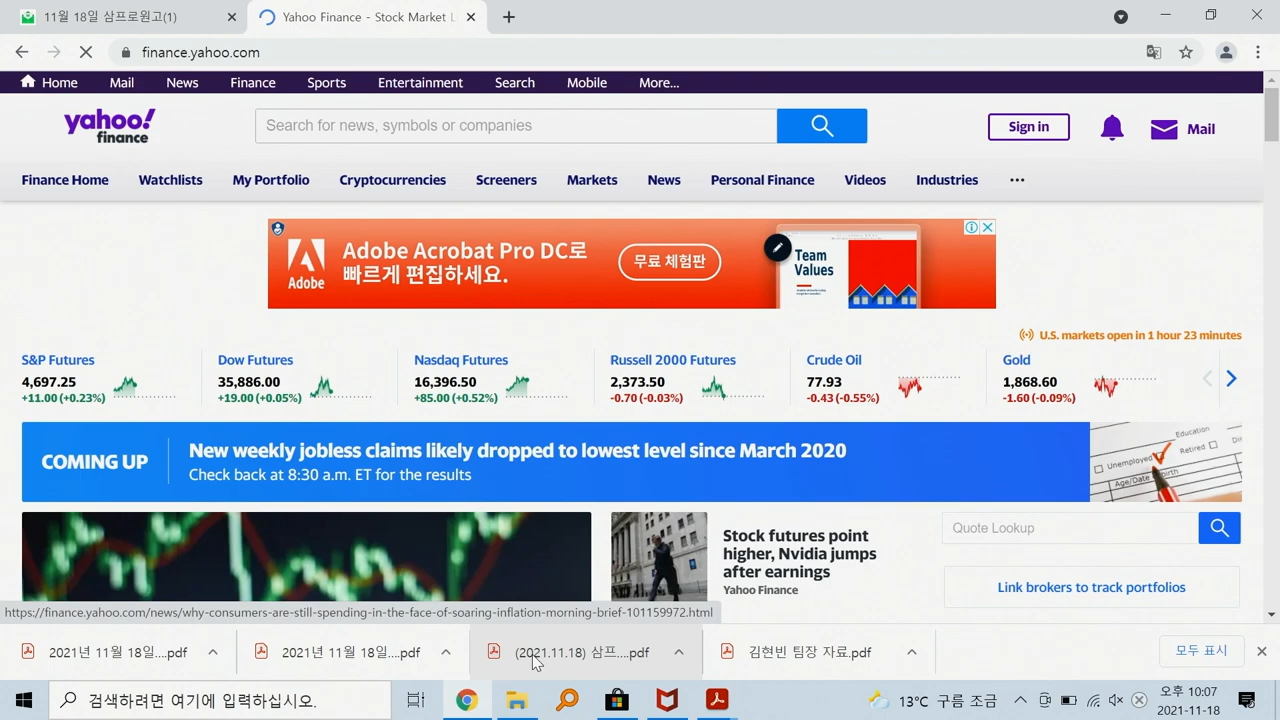 11월 18일 삼프로원고(1)
Yahoo Finance - Stock Market L
finance.yahoo.com
Home Mail News Finance Sports Entertainment Search Mobile More...
yahoo!
finance
Search for news, symbols or companies
Sign in
Mail
Finance Home Watchlists My Portfolio Cryptocurrencies Screeners Markets News Personal Finance Videos Industries ...
Adobe
Adobe Acrobat Pro DC로
빠르게 편집하세요.
무료 체험판
Team
Values
U.S. markets open in 1 hour 23 minutes
S&P Futures
4,697.25
+11.00 (+0.23%)
Dow Futures
35,886.00
+19.00 (+0.05%)
Nasdaq Futures
16,396.50
+85.00 (+0.52%)
Russell 2000 Futures
2,373.50
-0.70 (-0.03%)
Crude Oil
77.93
-0.43 (-0.55%)
Gold
1,868.60
-1.60 (-0.09%)
COMING UP
New weekly jobless claims likely dropped to lowest level since March 2020
Check back at 8:30 a.m. ET for the results
Education
Retired
Unemployed
Age/Date
Stock futures point
higher, Nvidia jumps
after earnings
Yahoo Finance
Quote Lookup
Link brokers to track portfolios
https://finance.yahoo.com/news/why-consumers-are-still-spending-in-the-face-of-soaring-inflation-morning-brief-101159972.html
2021년 11월 18일....pdf
2021년 11월 18일....pdf
(2021.11.18) 삼프....pdf
김현빈 팀장 자료.pdf
모두 표시
검색하려면 여기에 입력하십시오.
13°C 구름 조금
오후 10:07
2021-11-18